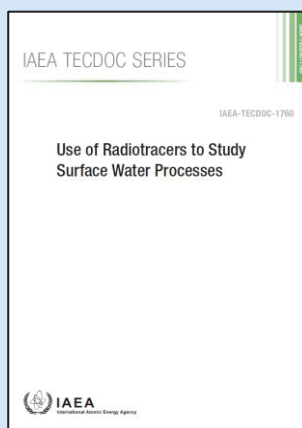 IAEA TECDOC SERIES
IAEA-TECDOC-1760
Use of Radiotracers to Study
Surface Water Processes
IAEA
International Atomic Energy Agency